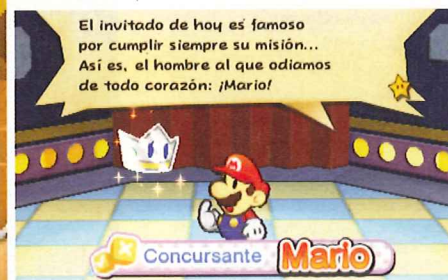 El invitado de hoy es famoso
por cumplir siempre su misión...
Así es, el hombre al que odiamos
de todo corazón: ¡Mario!
M
Concursante Mario